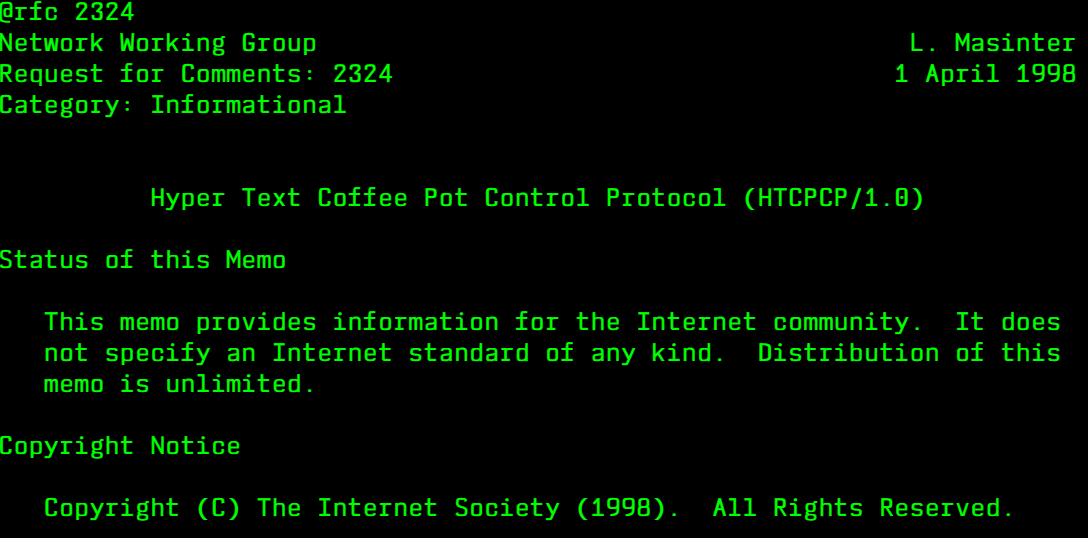 @rfc 2324
Network Working Group                                       L. Masinter
Request for Comments: 2324                                 1 April 1998
Category: Informational
Hyper Text Coffee Pot Control Protocol (HTCPCP/1.0)
Status of this Memo
This memo provides information for the Internet community.  It does
not specify an Internet standard of any kind.  Distribution of this
memo is unlimited.
Copyright Notice
Copyright (C) The Internet Society (1998).  All Rights Reserved.